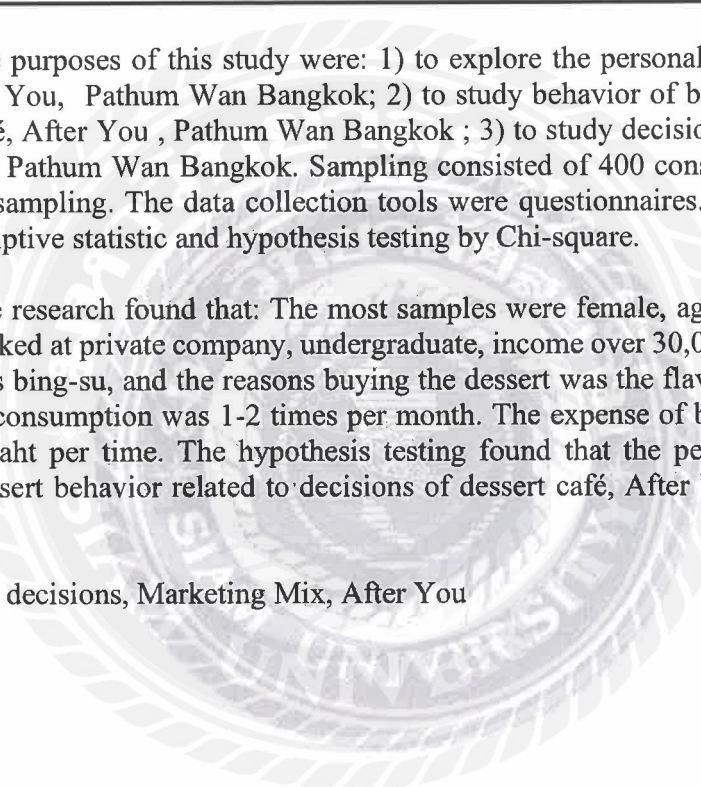 purposes of this study were: 1) to explore the personal
You, Pathum Wan Bangkok; 2) to study behavior of b
After You , Pathum Wan Bangkok ; 3) to study decisio
Pathum Wan Bangkok. Sampling consisted of 400 con
sampling. The data collection tools were questionnaires.
ptive statistic and hypothesis testing by Chi-square.
research found that: The most samples were female, ag
ked at private company, undergraduate, income over 30,0
s bing-su, and the reasons buying the dessert was the flav
consumption was 1-2 times per month. The expense of b
aht per time. The hypothesis testing found that the pe
sert behavior related to decisions of dessert café, After
decisions, Marketing Mix, After You
SIAM UNIVERSITY